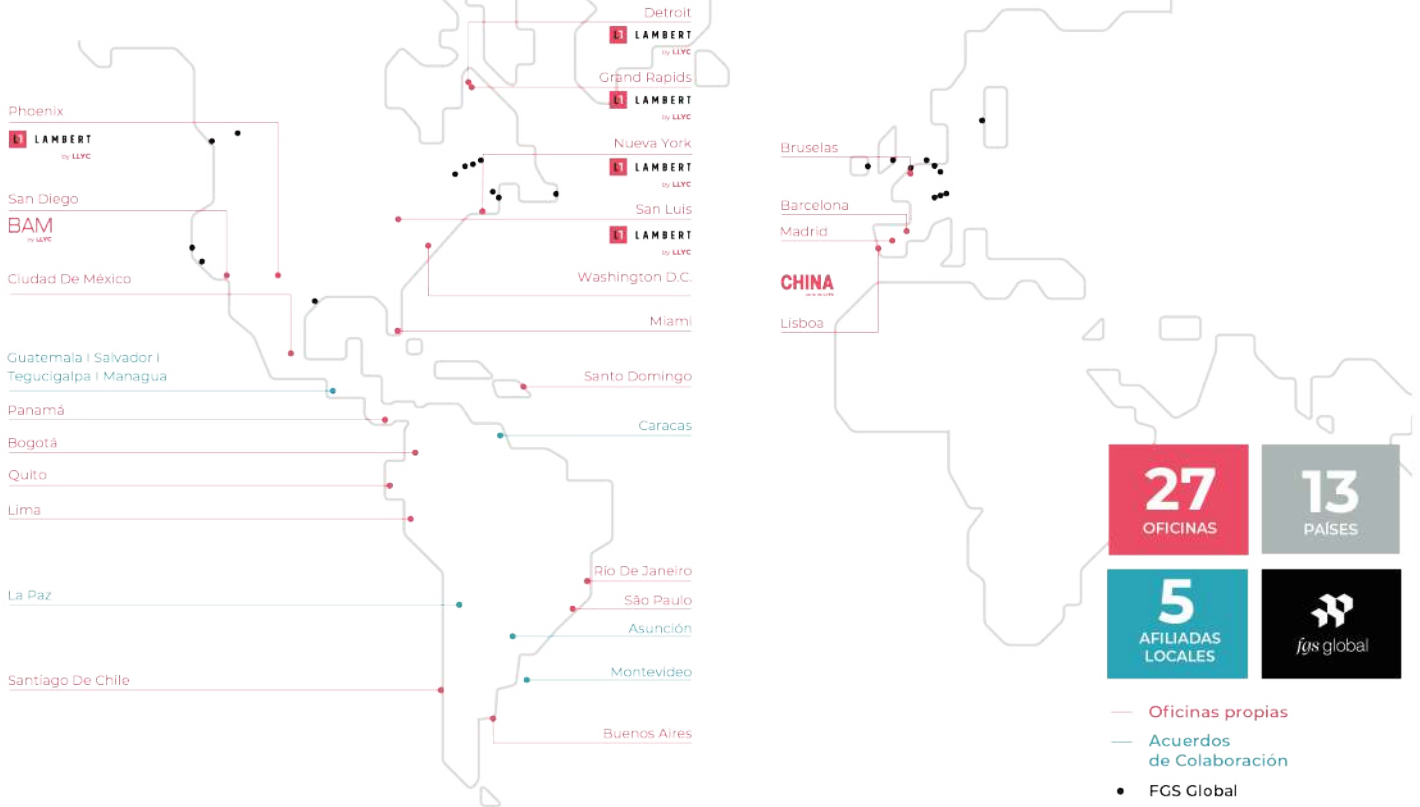 Phoenix
LAMBERT
by LLYC
San Diego
BAM
by LLYC
Ciudad De México
Guatemala I Salvador I
Tegucigalpa I Managua
Panamá
Bogotá
Quito
Lima
La Paz
Santiago De Chile
Detroit
LAMBERT
by LLYC
Grand Rapids
LAMBERT
by LLYC
Nueva York
LAMBERT
by LLYC
San Luis
LAMBERT
by LLYC
Washington D.C.
Miami
Santo Domingo
Caracas
Río De Janeiro
São Paulo
Asunción
Montevideo
Buenos Aires
Bruselas
Barcelona
Madrid
CHINA
Lisboa
27
OFICINAS
13
PAÍSES
5
AFILIADAS
LOCALES
fgs global
Oficinas propias
Acuerdos
de Colaboración
FGS Global